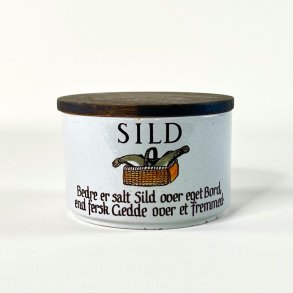 SILD
Bedre er salt Sild over eget Bord,
end fersk Gedde over et fremmed.